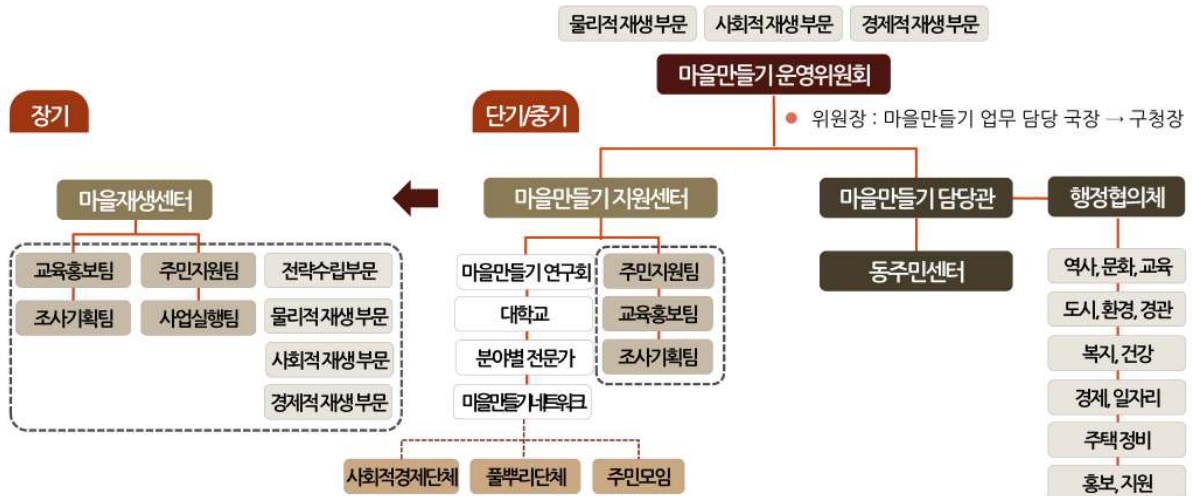 물리적 재생 부문
사회적 재생 부문
경제적 재생 부문
마을만들기 운영위원회
장기
단기/중기
● 위원장 : 마을만들기 업무 담당 국장 → 구청장
마을재생센터
마을만들기 지원센터
마을만들기 담당관
행정협의체
교육홍보팀
주민지원팀
전략수립부문
조사기획팀
사업실행팀
물리적 재생 부문
사회적 재생 부문
경제적 재생 부문
마을만들기 연구회
대학교
분야별 전문가
마을만들기네트워크
주민지원팀
교육홍보팀
조사기획팀
사회적경제단체
풀뿌리단체
주민모임
동주민센터
역사, 문화, 교육
도시, 환경, 경관
복지, 건강
경제, 일자리
주택 정비
홍보, 지원